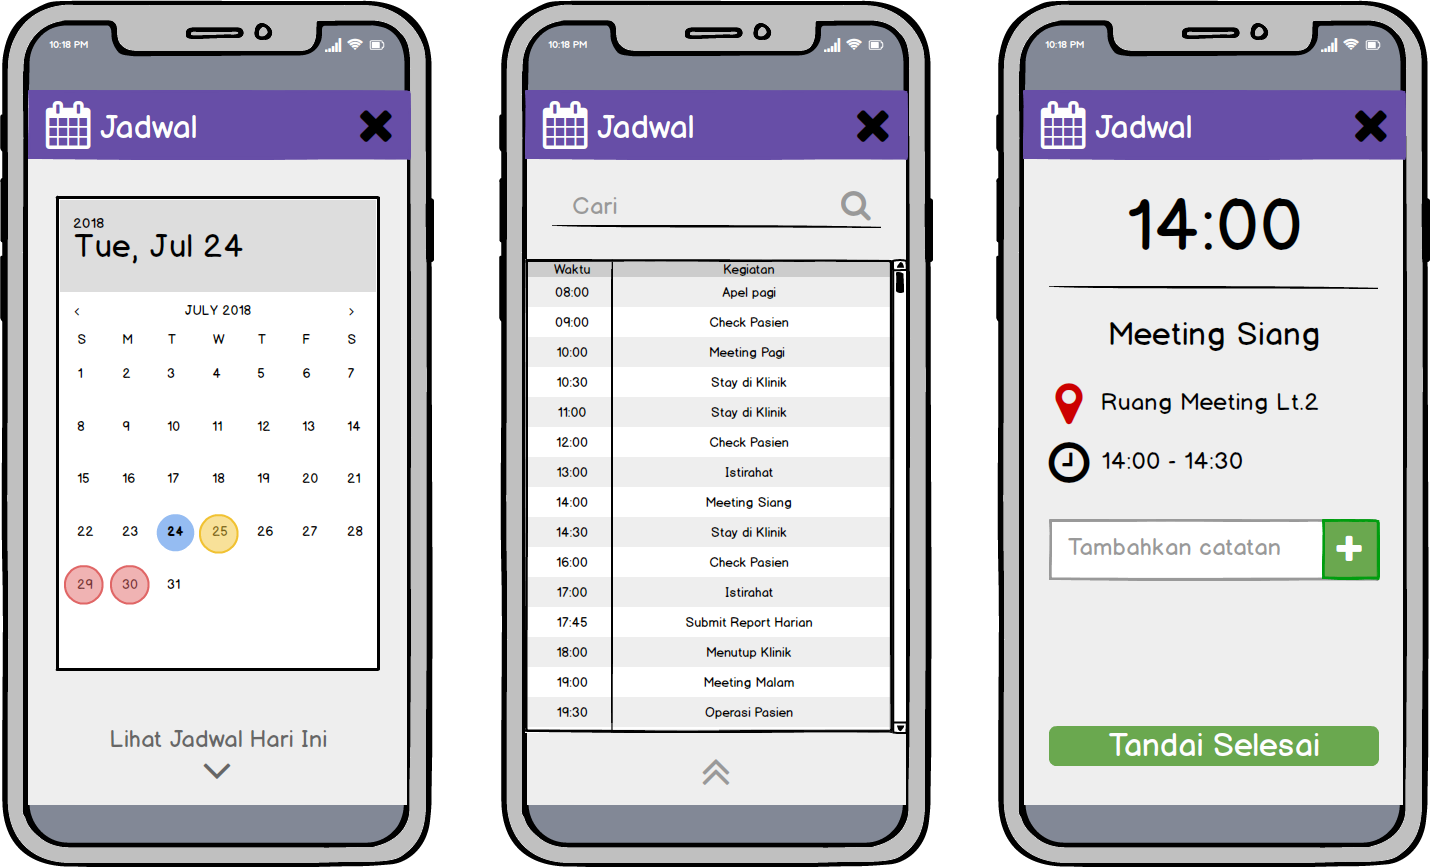 10:18 PM
Jadwal
2018
Tue, Jul 24
JULY 2018
S M T W T F S
1 2 3 4 5 6 7
8 9 10 11 12 13 14
15 16 17 18 19 20 21
22 23 24 25 26 27 28
29 30 31
Lihat Jadwal Hari Ini
10:18 PM
Jadwal
Cari
Waktu Kegiatan
08:00 Apel pagi
09:00 Check Pasien
10:00 Meeting Pagi
10:30 Stay di Klinik
11:00 Stay di Klinik
12:00 Check Pasien
13:00 Istirahat
14:00 Meeting Siang
14:30 Stay di Klinik
16:00 Check Pasien
17:00 Istirahat
17:45 Submit Report Harian
18:00 Menutup Klinik
19:00 Meeting Malam
19:30 Operasi Pasien
10:18 PM
Jadwal
14:00
Meeting Siang
Ruang Meeting Lt.2
14:00 - 14:30
Tambahkan catatan
Tandai Selesai